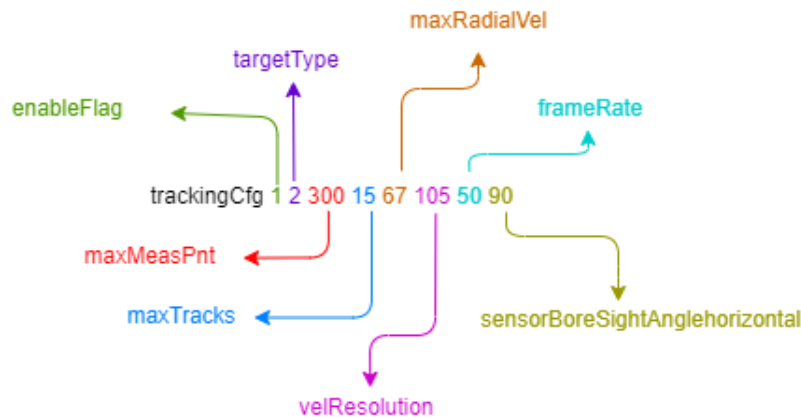 maxRadialVel
targetType
enableFlag
frameRate
trackingCfg 1 2 300 15 67 105 50 90
maxMeasPnt
maxTracks
sensorBoreSightAnglehorizontal
velResolution